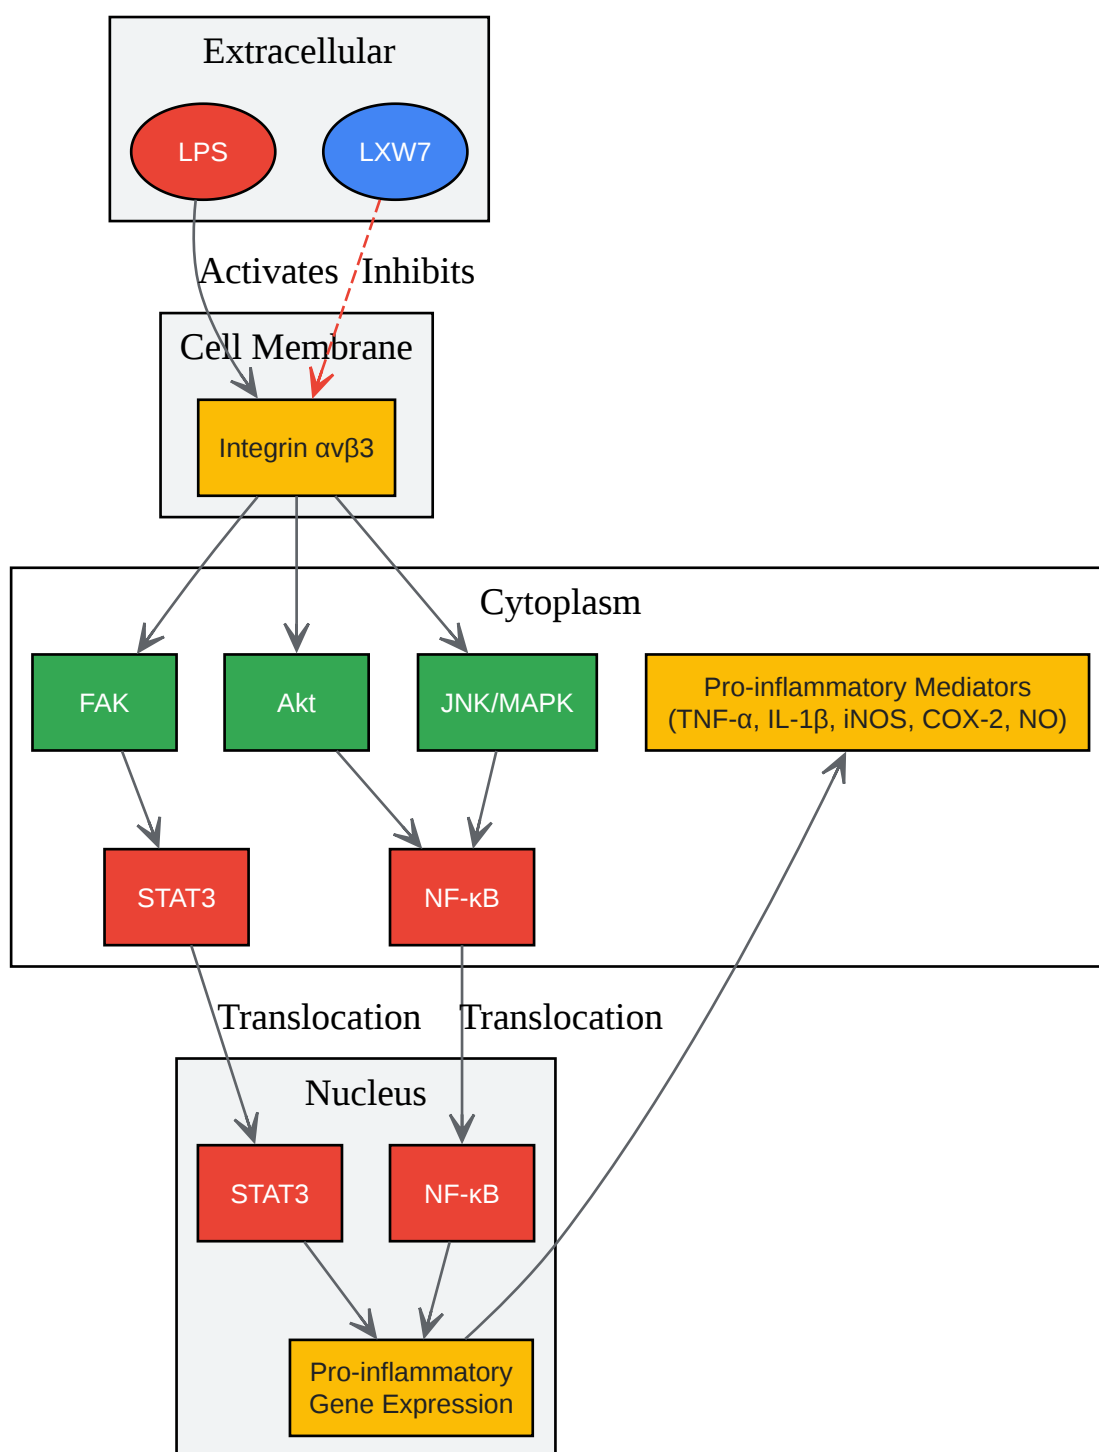 Extracellular
LPS
LXW7
Activates
Inhibits
Cell Membrane
Integrin αvβ3
Cytoplasm
FAK
Akt
JNK/MAPK
Pro-inflammatory Mediators
(TNF-α, IL-1β, iNOS, COX-2, NO)
STAT3
NF-κB
Translocation
Translocation
Nucleus
STAT3
NF-κB
Pro-inflammatory
Gene Expression